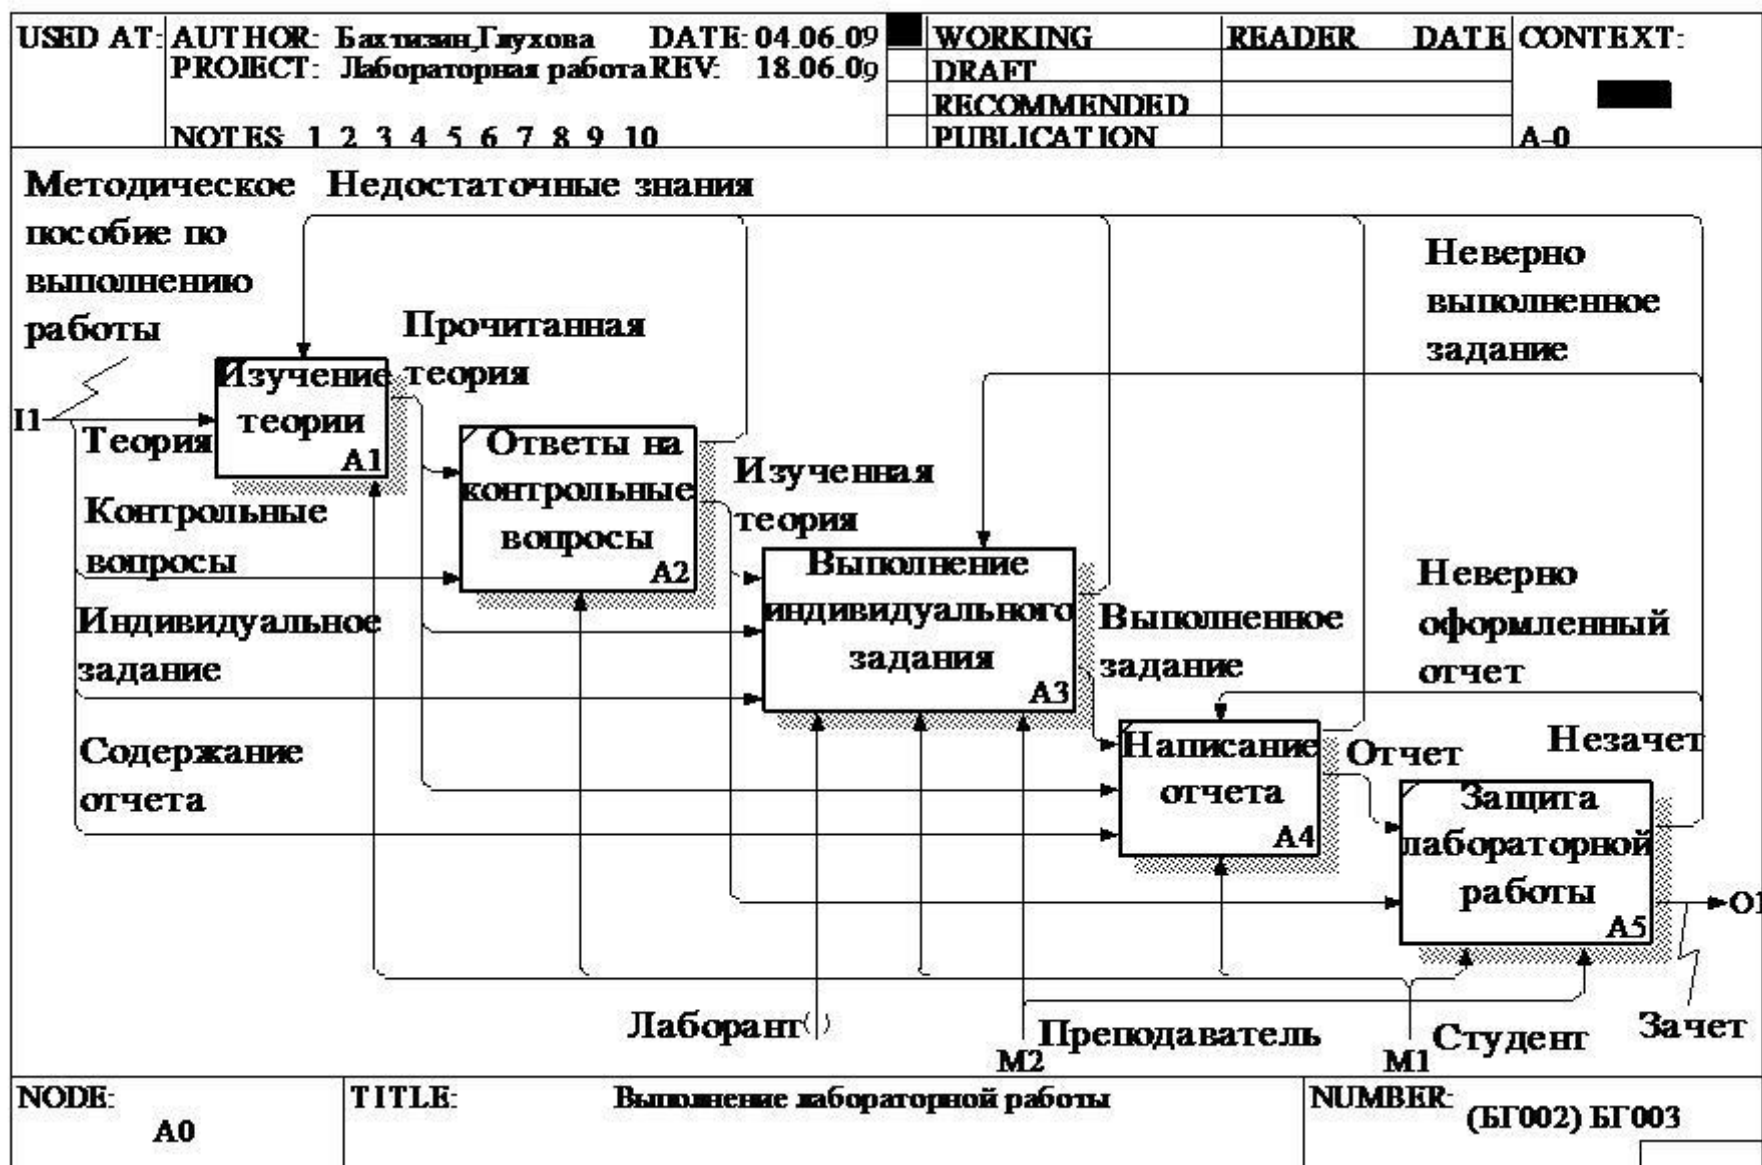 USED AT:
AUTHOR: Бахтизин,Глухова DATE: 04.06.09
PROJECT: Лабораторная работа REV: 18.06.09
NOTES 1 2 3 4 5 6 7 8 9 10
WORKING
DRAFT
RECOMMENDED
PUBLICATION
READER DATE
CONTEXT:
A-0
Методическое
пособие по
выполнению
работы
Недостаточные знания
Неверно
выполненное
задание
Прочитанная
теория
Изучение
теории
A1
I1
Теория
Ответы на
контрольные
вопросы
A2
Изученная
теория
Контрольные
вопросы
Выполнение
индивидуального
задания
A3
Неверно
оформленный
отчет
Индивидуальное
задание
Выполненное
задание
Написание
отчета
A4
Содержание
отчета
Отчет
Незачет
Защита
лабораторной
работы
A5
O1
Лаборант
M2
Преподаватель
M1
Студент
Зачет
NODE:
A0
TITLE: Выполнение лабораторной работы
NUMBER:
(БГ002) БГ003